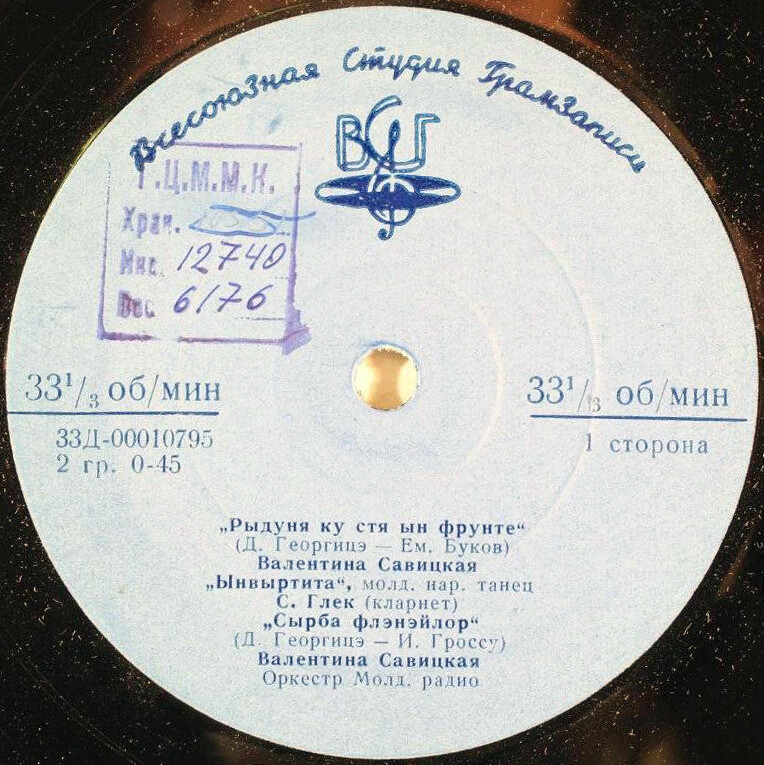 Всесоюзная Студия Грамзаписи
ВСГ
Г.Ц.М.М.К.
Хран.
Инв. 12740
6176
33¹/₃ об/мин
33Д-00010795
2 гр. 0-45
33¹/₃ об/мин
1 сторона
„Рыдуня ку стя ын фрунте“
(Д. Георгицэ — Ем. Буков)
Валентина Савицкая
„Ынвыртита“, молд. нар. танец
С. Глек (кларнет)
„Сырба флэнэйлор“
(Д. Георгицэ — И. Гроссу)
Валентина Савицкая
Оркестр Молд. радио